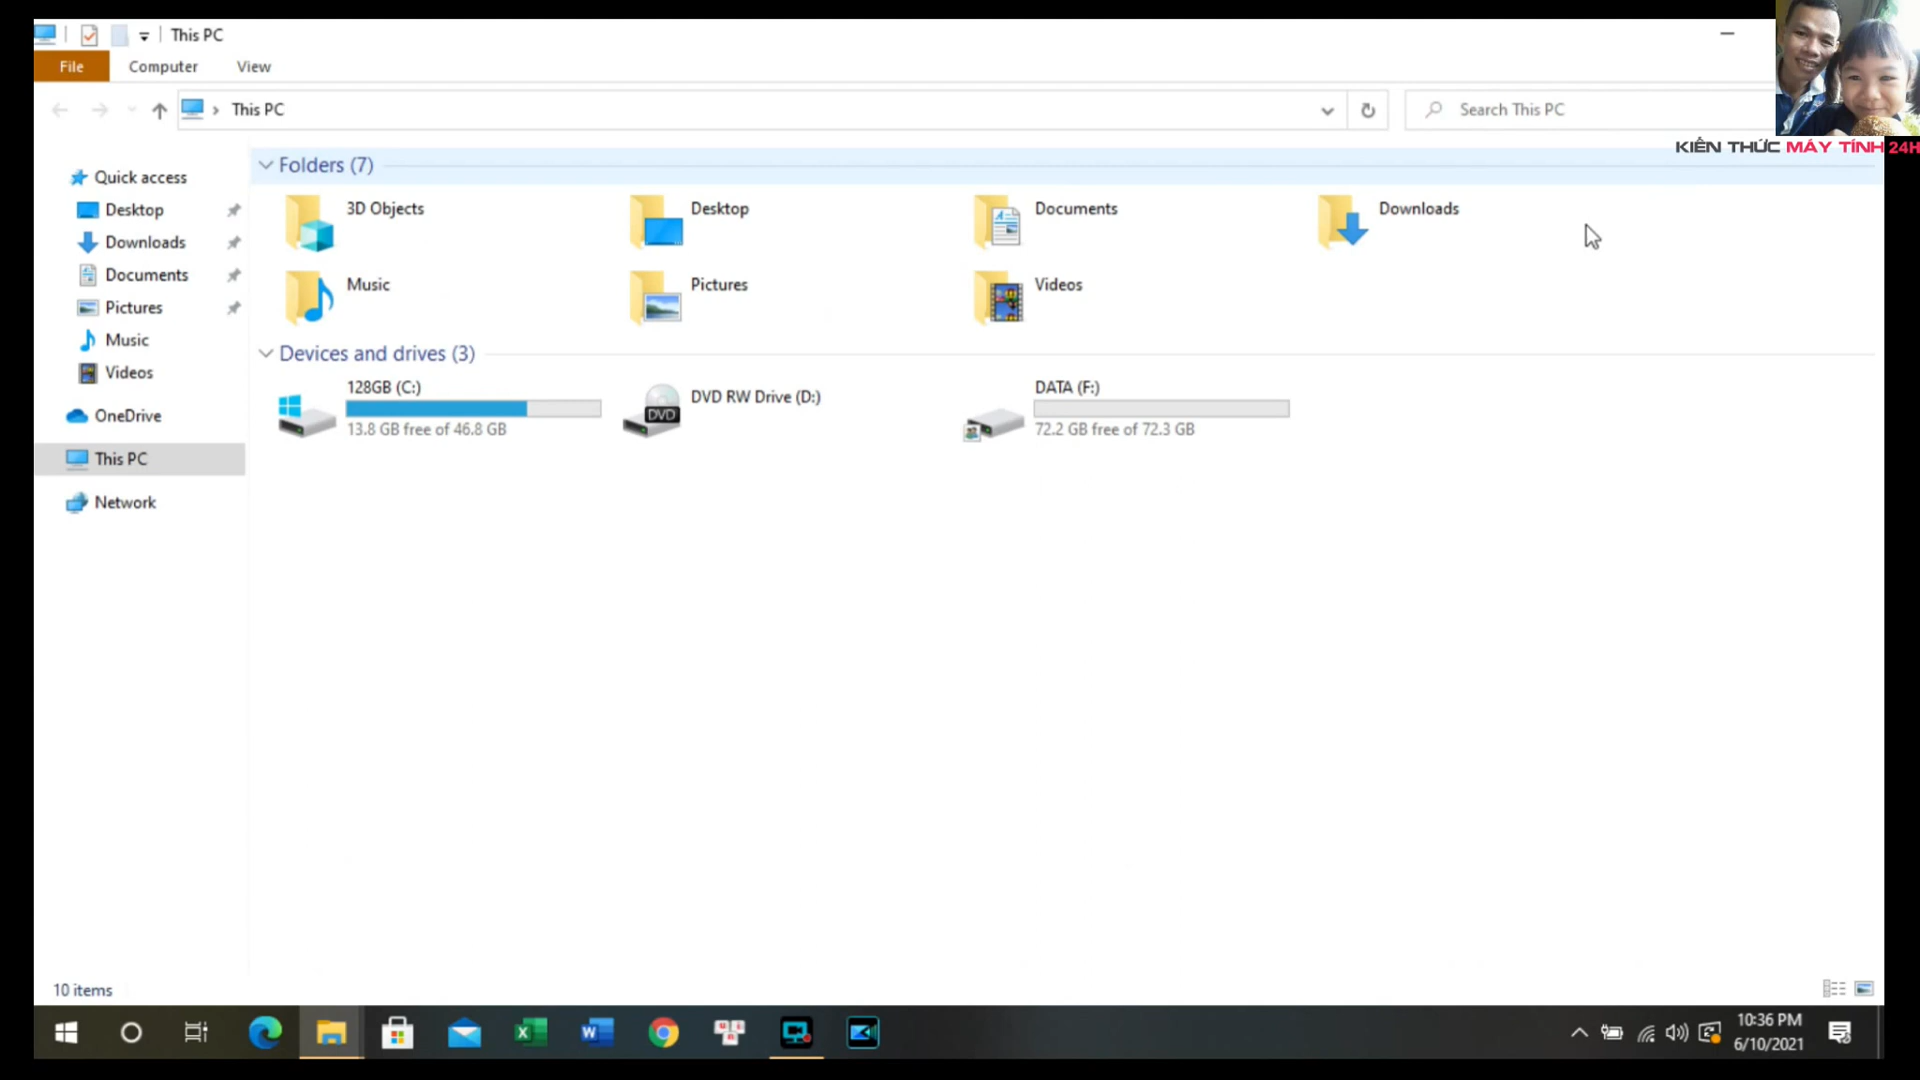 This PC
File Computer View
This PC
Search This PC
KIẾN THỨC MÁY TÍNH 24H
Quick access
Desktop
Downloads
Documents
Pictures
Music
Videos
OneDrive
This PC
Network
Folders (7)
3D Objects
Desktop
Documents
Downloads
Music
Pictures
Videos
Devices and drives (3)
128GB (C:)
13.8 GB free of 46.8 GB
DVD
DVD RW Drive (D:)
DATA (F:)
72.2 GB free of 72.3 GB
10 items
10:36 PM
6/10/2021